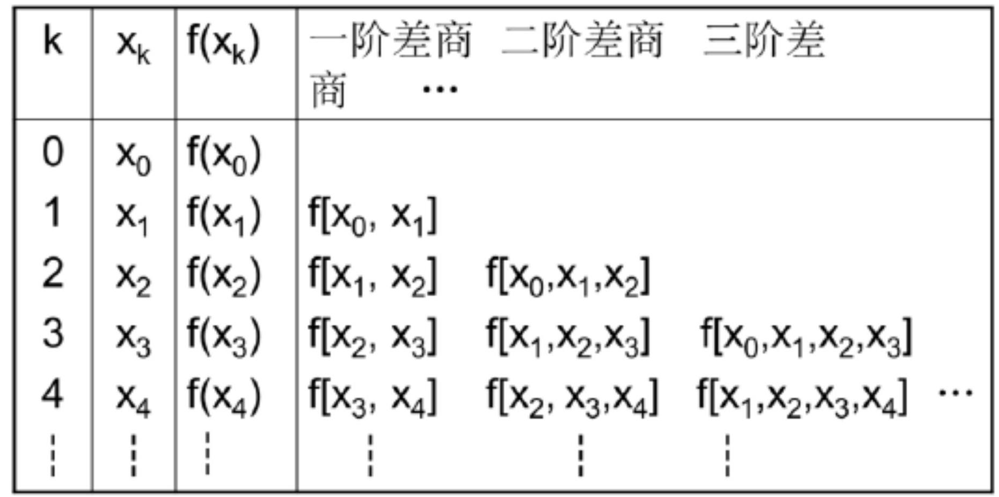 k x_k f(x_k) 一阶差商 二阶差商 三阶差
商 …
0 x_0 f(x_0)
1 x_1 f(x_1) f[x_0, x_1]
2 x_2 f(x_2) f[x_1, x_2] f[x_0,x_1,x_2]
3 x_3 f(x_3) f[x_2, x_3] f[x_1,x_2,x_3] f[x_0,x_1,x_2,x_3]
4 x_4 f(x_4) f[x_3, x_4] f[x_2, x_3,x_4] f[x_1,x_2,x_3,x_4] …